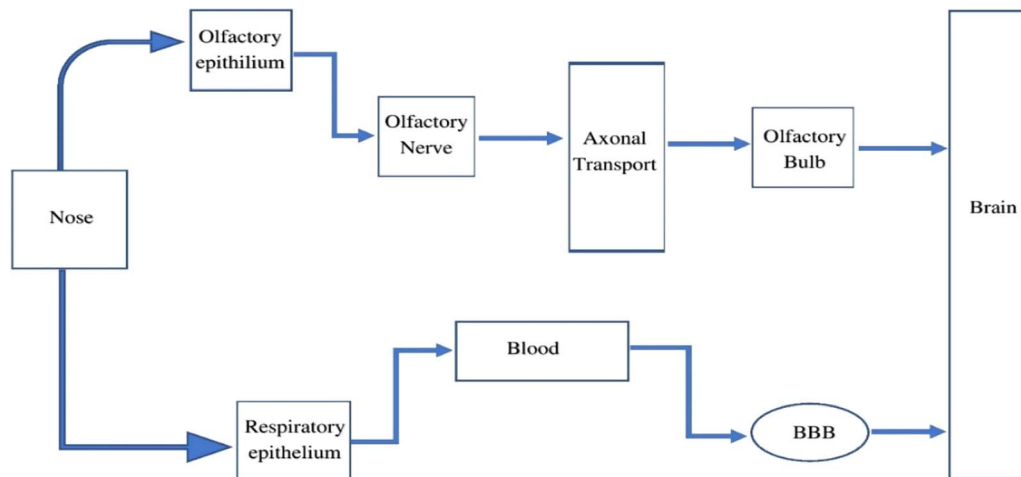 Olfactory
epithilium
Olfactory
Nerve
Axonal
Transport
Olfactory
Bulb
Nose
Brain
Blood
Respiratory
epithelium
BBB